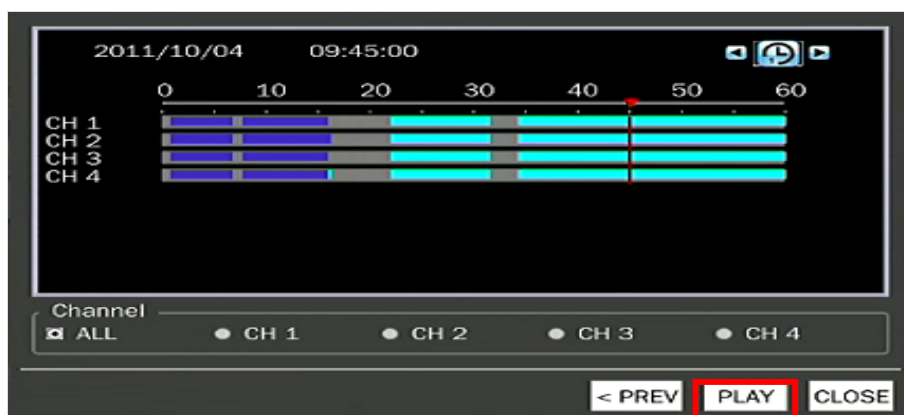 2011/10/04 09:45:00
0 10 20 30 40 50 60
CH 1
CH 2
CH 3
CH 4
Channel
ALL CH 1 CH 2 CH 3 CH 4
< PREV PLAY CLOSE